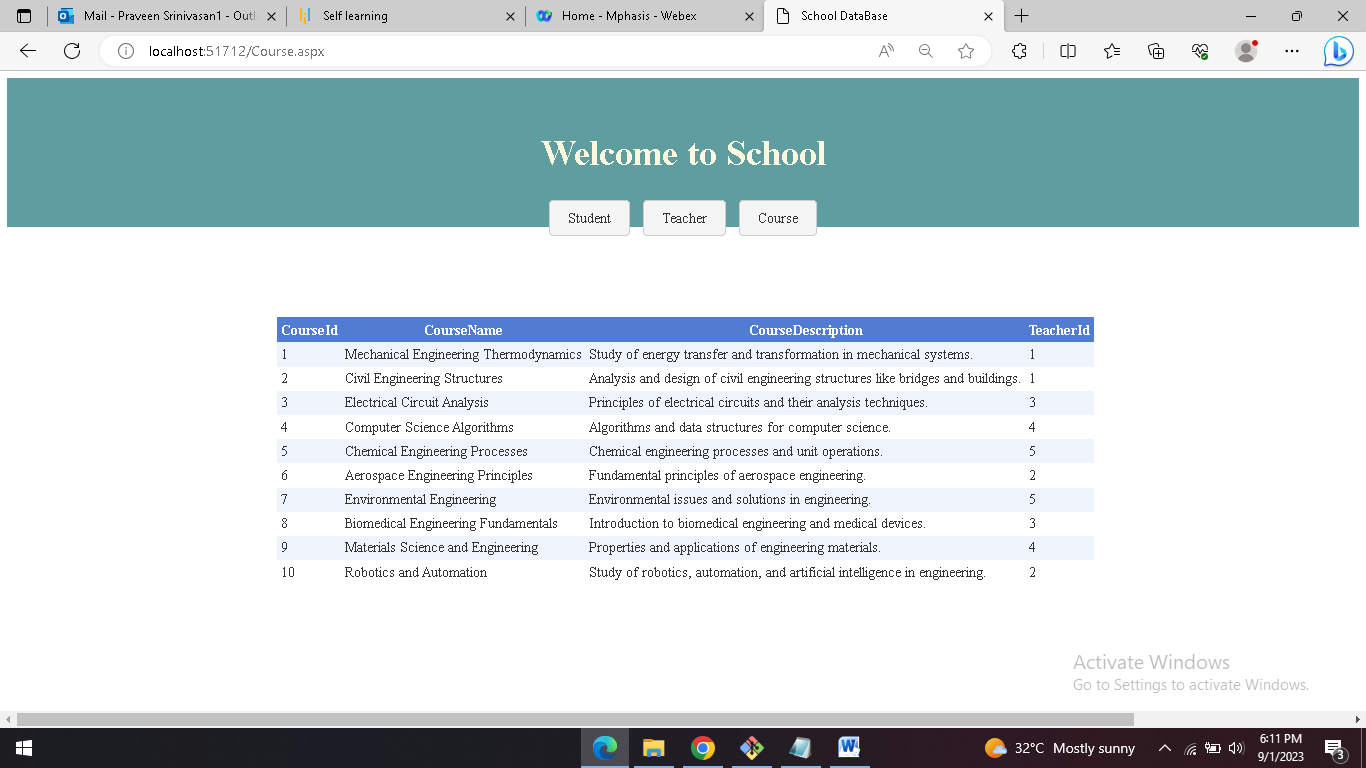 Mail - Praveen Srinivasan1 - Outl
Self learning
Home - Mphasis - Webex
School DataBase
localhost:51712/Course.aspx
Welcome to School
Student Teacher Course
CourseId CourseName CourseDescription TeacherId
1 Mechanical Engineering Thermodynamics Study of energy transfer and transformation in mechanical systems. 1
2 Civil Engineering Structures Analysis and design of civil engineering structures like bridges and buildings. 1
3 Electrical Circuit Analysis Principles of electrical circuits and their analysis techniques. 3
4 Computer Science Algorithms Algorithms and data structures for computer science. 4
5 Chemical Engineering Processes Chemical engineering processes and unit operations. 5
6 Aerospace Engineering Principles Fundamental principles of aerospace engineering. 2
7 Environmental Engineering Environmental issues and solutions in engineering. 5
8 Biomedical Engineering Fundamentals Introduction to biomedical engineering and medical devices. 3
9 Materials Science and Engineering Properties and applications of engineering materials. 4
10 Robotics and Automation Study of robotics, automation, and artificial intelligence in engineering. 2
Activate Windows
Go to Settings to activate Windows.
32°C Mostly sunny
6:11 PM
9/1/2023
3